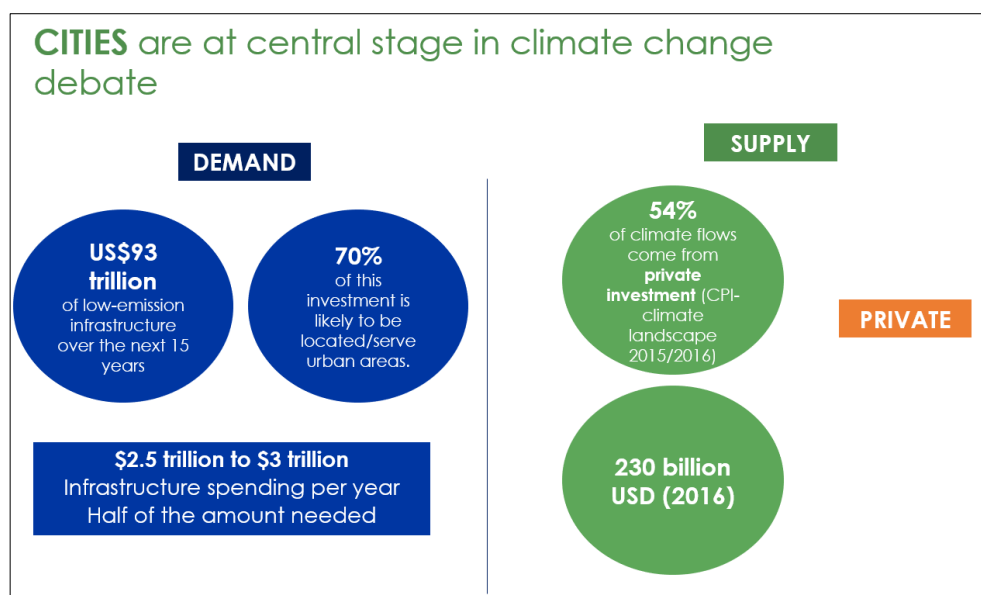 CITIES are at central stage in climate change
debate
DEMAND
US$93
trillion
of low-emission
infrastructure
over the next 15
years
70%
of this
investment is
likely to be
located/serve
urban areas.
$2.5 trillion to $3 trillion
Infrastructure spending per year
Half of the amount needed
SUPPLY
54%
of climate flows
come from
private
investment (CPI-
climate
landscape
2015/2016)
PRIVATE
230 billion
USD (2016)